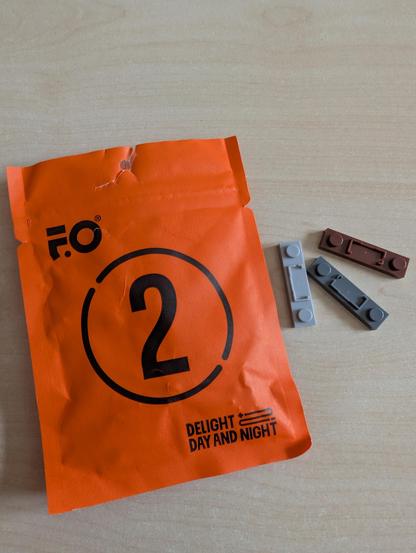 F.O®
2
DELIGHT
DAY AND NIGHT